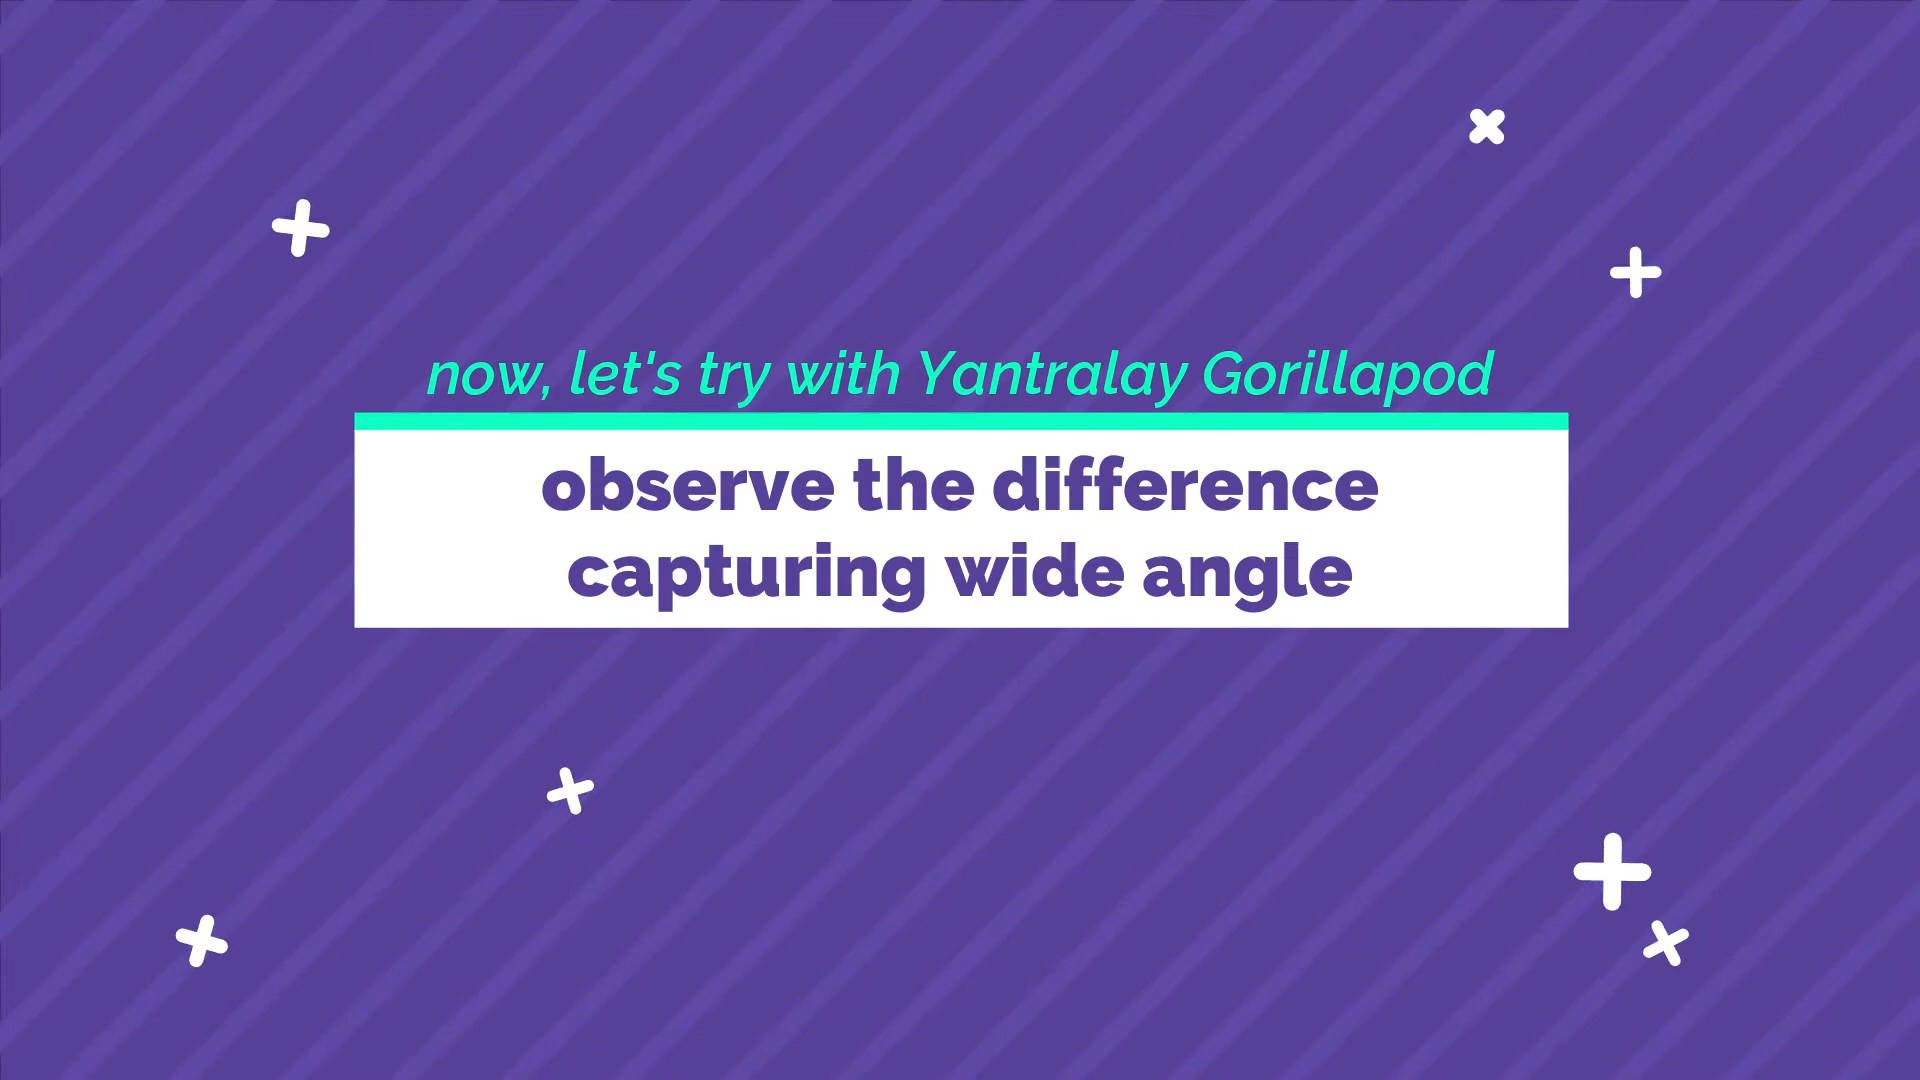 now, let's try with Yantralay Gorillapod
observe the difference
capturing wide angle